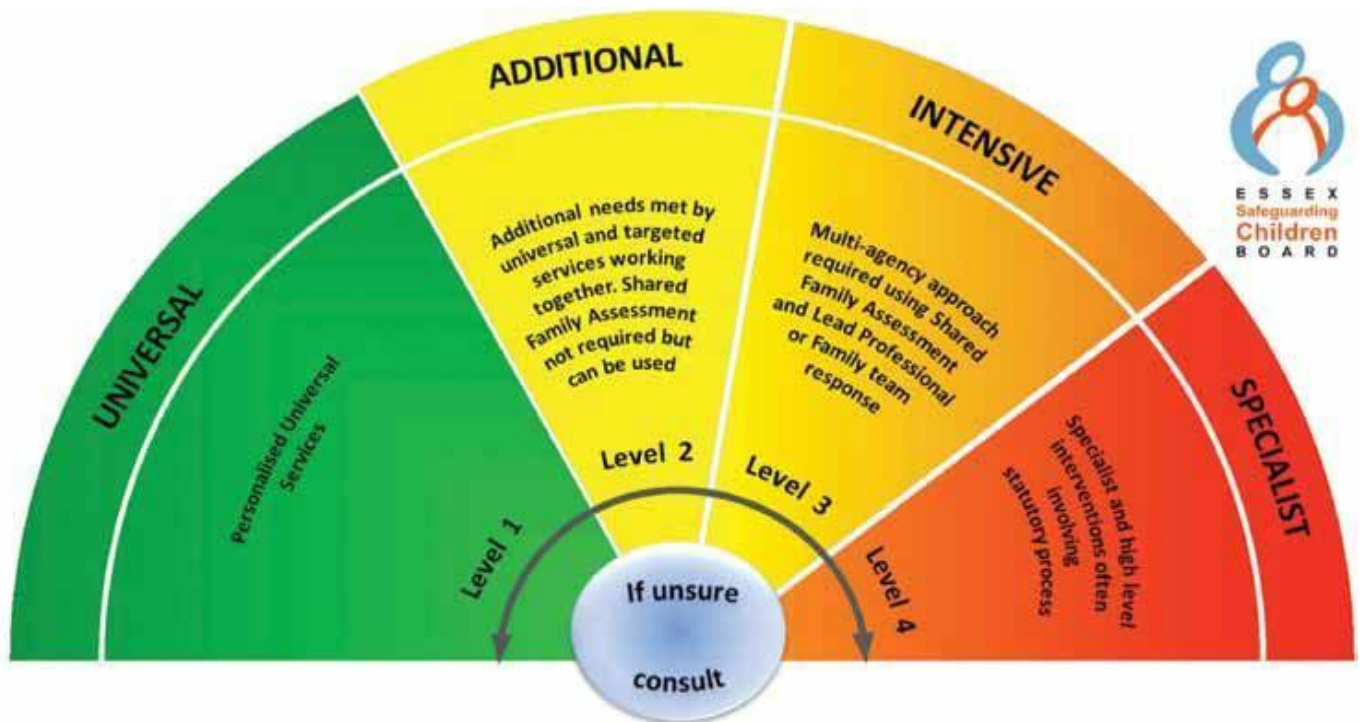 UNIVERSAL
Personalised Universal
Services
Level 1
ADDITIONAL
Additional needs met by
universal and targeted
services working
together. Shared
Family Assessment
not required but
can be used
Level 2
INTENSIVE
Multi-agency approach
required using Shared
Family Assessment
and Lead Professional
or Family team
response
Level 3
SPECIALIST
Specialist and high level
interventions often
involving
statutory process
Level 4
If unsure
consult
ESSEX
Safeguarding
Children
BOARD